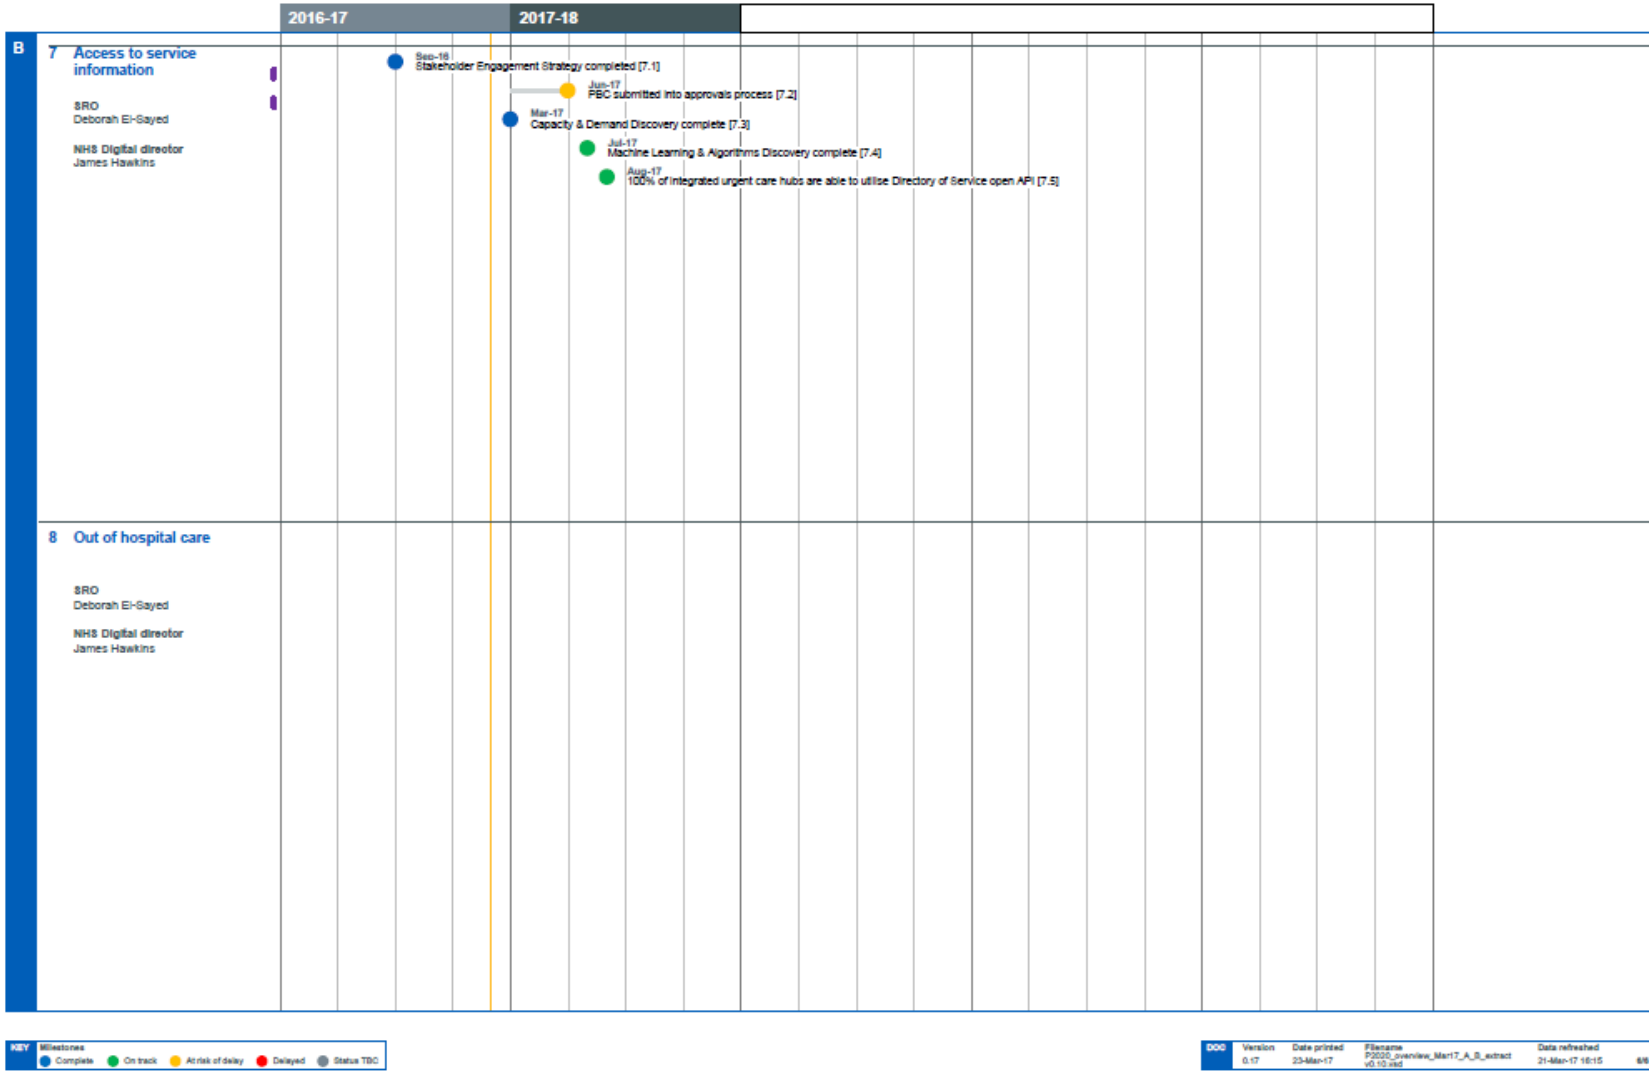 2016-17
2017-18
B
7 Access to service
information
SRO
Deborah El-Sayed
NHS Digital director
James Hawkins
Sep-16
Stakeholder Engagement Strategy completed [7.1]
Jun-17
PBC submitted into approvals process [7.2]
Mar-17
Capacity & Demand Discovery complete [7.3]
Jul-17
Machine Learning & Algorithms Discovery complete [7.4]
Aug-17
100% of integrated urgent care hubs are able to utilise Directory of Service open API [7.5]
8 Out of hospital care
SRO
Deborah El-Sayed
NHS Digital director
James Hawkins
KEY Milestones
Complete On track At risk of delay Delayed Status TBC
DOC Version Date printed Filename Data refreshed
0.17 23-Mar-17 P2020_overview_Mar17_A_B_extract 21-Mar-17 16:15 6/6
v0.10.vsd